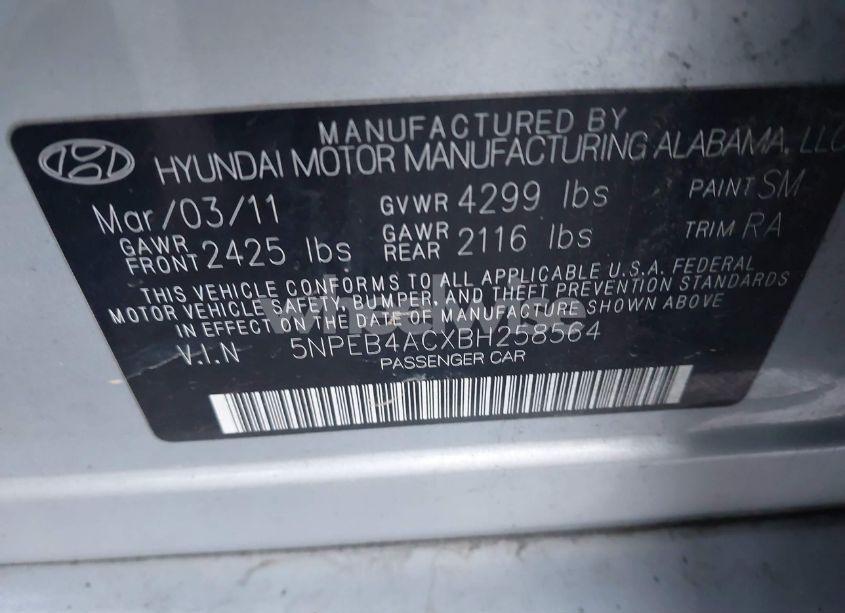 MANUFACTURED BY
HYUNDAI MOTOR MANUFACTURING ALABAMA, LLC
Mar/03/11 GVWR 4299 lbs PAINT SM
GAWR FRONT 2425 lbs GAWR REAR 2116 lbs TRIM RA
THIS VEHICLE CONFORMS TO ALL APPLICABLE U.S.A. FEDERAL
MOTOR VEHICLE SAFETY, BUMPER, AND THEFT PREVENTION STANDARDS
IN EFFECT ON THE DATE OF MANUFACTURE SHOWN ABOVE
wheelwise
V.I.N 5NPEB4ACXBH258564
PASSENGER CAR